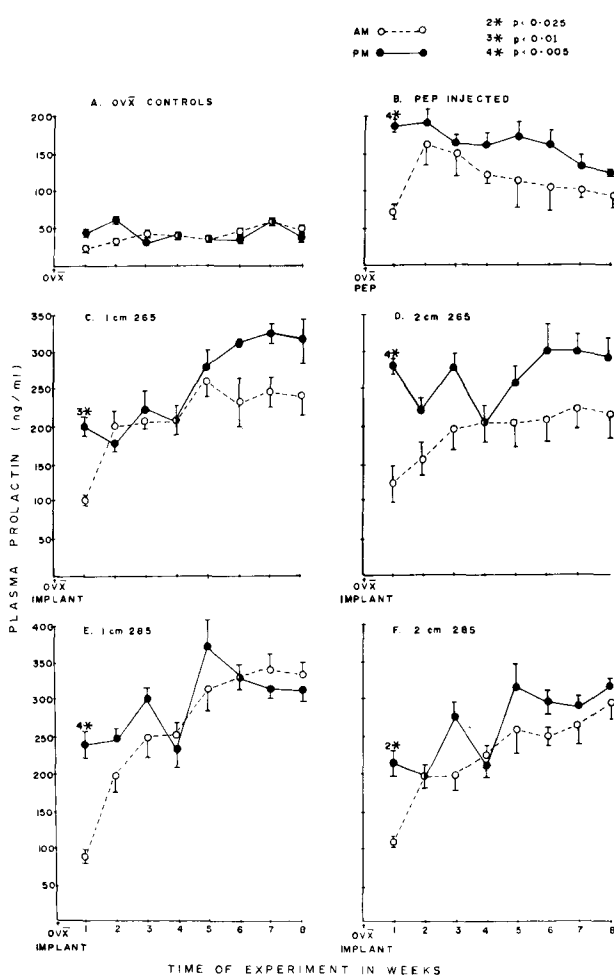 AM PM
2* p<0.025
3* p<0.01
4* p<0.005
A. OVX̄ CONTROLS
B. PEP INJECTED
200
150
100
50
4*
OVX̄
OVX̄
PEP
C. 1 cm 265
D. 2 cm 265
350
300
250
200
150
100
50
3*
4*
OVX̄
IMPLANT
OVX̄
IMPLANT
E. 1 cm 285
F. 2 cm 285
400
350
300
250
200
150
100
50
4*
2*
OVX̄
IMPLANT
1 2 3 4 5 6 7 8
OVX̄
IMPLANT
1 2 3 4 5 6 7 8
PLASMA PROLACTIN (ng/ml)
TIME OF EXPERIMENT IN WEEKS